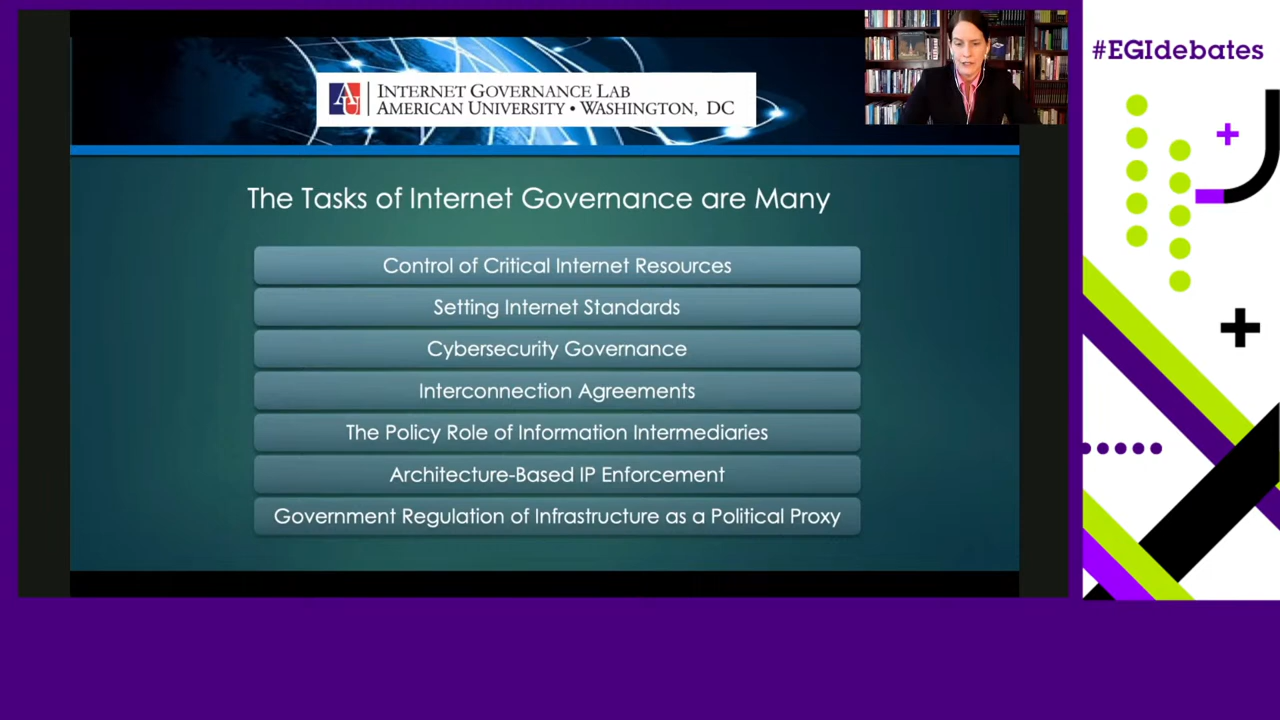 #EGIdebates
AU
INTERNET GOVERNANCE LAB
AMERICAN UNIVERSITY • WASHINGTON, DC
The Tasks of Internet Governance are Many
Control of Critical Internet Resources
Setting Internet Standards
Cybersecurity Governance
Interconnection Agreements
The Policy Role of Information Intermediaries
Architecture-Based IP Enforcement
Government Regulation of Infrastructure as a Political Proxy